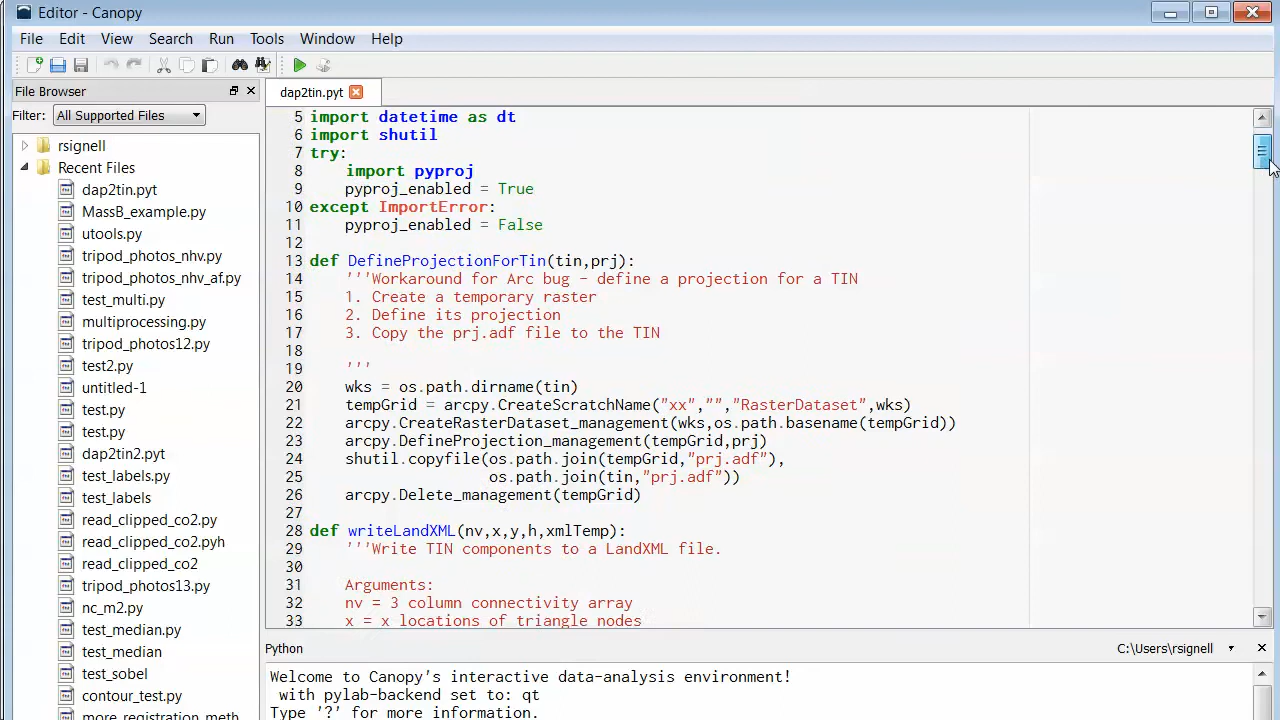 Editor - Canopy
File Edit View Search Run Tools Window Help
File Browser
dap2tin.pyt
Filter: All Supported Files
rsignell
Recent Files
dap2tin.pyt
MassB_example.py
utools.py
tripod_photos_nhv.py
tripod_photos_nhv_af.py
test_multi.py
multiprocessing.py
tripod_photos12.py
test2.py
untitled-1
test.py
test.py
dap2tin2.pyt
test_labels.py
test_labels
read_clipped_co2.py
read_clipped_co2.pyh
read_clipped_co2
tripod_photos13.py
nc_m2.py
test_median.py
test_median
test_sobel
contour_test.py
more_registration_meth
5 import datetime as dt
6 import shutil
7 try:
8 import pyproj
9 pyproj_enabled = True
10 except ImportError:
11 pyproj_enabled = False
12
13 def DefineProjectionForTin(tin,prj):
14 '''Workaround for Arc bug - define a projection for a TIN
15 1. Create a temporary raster
16 2. Define its projection
17 3. Copy the prj.adf file to the TIN
18
19 '''
20 wks = os.path.dirname(tin)
21 tempGrid = arcpy.CreateScratchName("xx","","RasterDataset",wks)
22 arcpy.CreateRasterDataset_management(wks,os.path.basename(tempGrid))
23 arcpy.DefineProjection_management(tempGrid,prj)
24 shutil.copyfile(os.path.join(tempGrid,"prj.adf"),
25 os.path.join(tin,"prj.adf"))
26 arcpy.Delete_management(tempGrid)
27
28 def writeLandXML(nv,x,y,h,xmlTemp):
29 '''Write TIN components to a LandXML file.
30
31 Arguments:
32 nv = 3 column connectivity array
33 x = x locations of triangle nodes
Python C:\Users\rsignell
Welcome to Canopy's interactive data-analysis environment!
with pylab-backend set to: qt
Type '?' for more information.